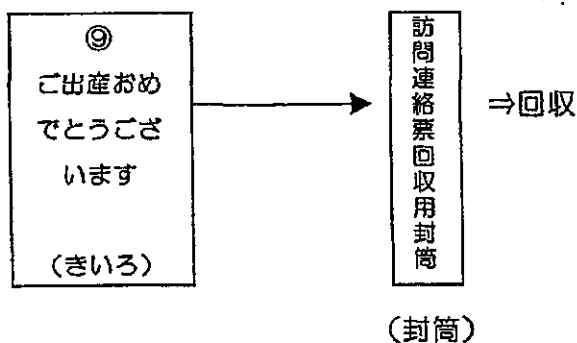 ⑨
ご出産おめ
でとうござ
います
(きいろ)
訪問連絡票回収用封筒
⇒回収
(封筒)